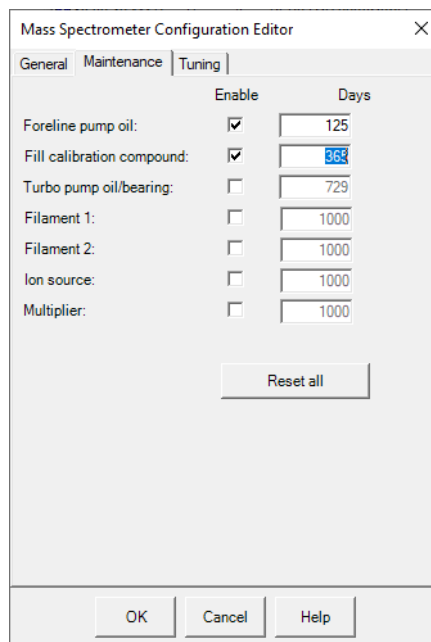 Mass Spectrometer Configuration Editor
General Maintenance Tuning
Enable Days
Foreline pump oil: 125
Fill calibration compound: 365
Turbo pump oil/bearing: 729
Filament 1: 1000
Filament 2: 1000
Ion source: 1000
Multiplier: 1000
Reset all
OK Cancel Help